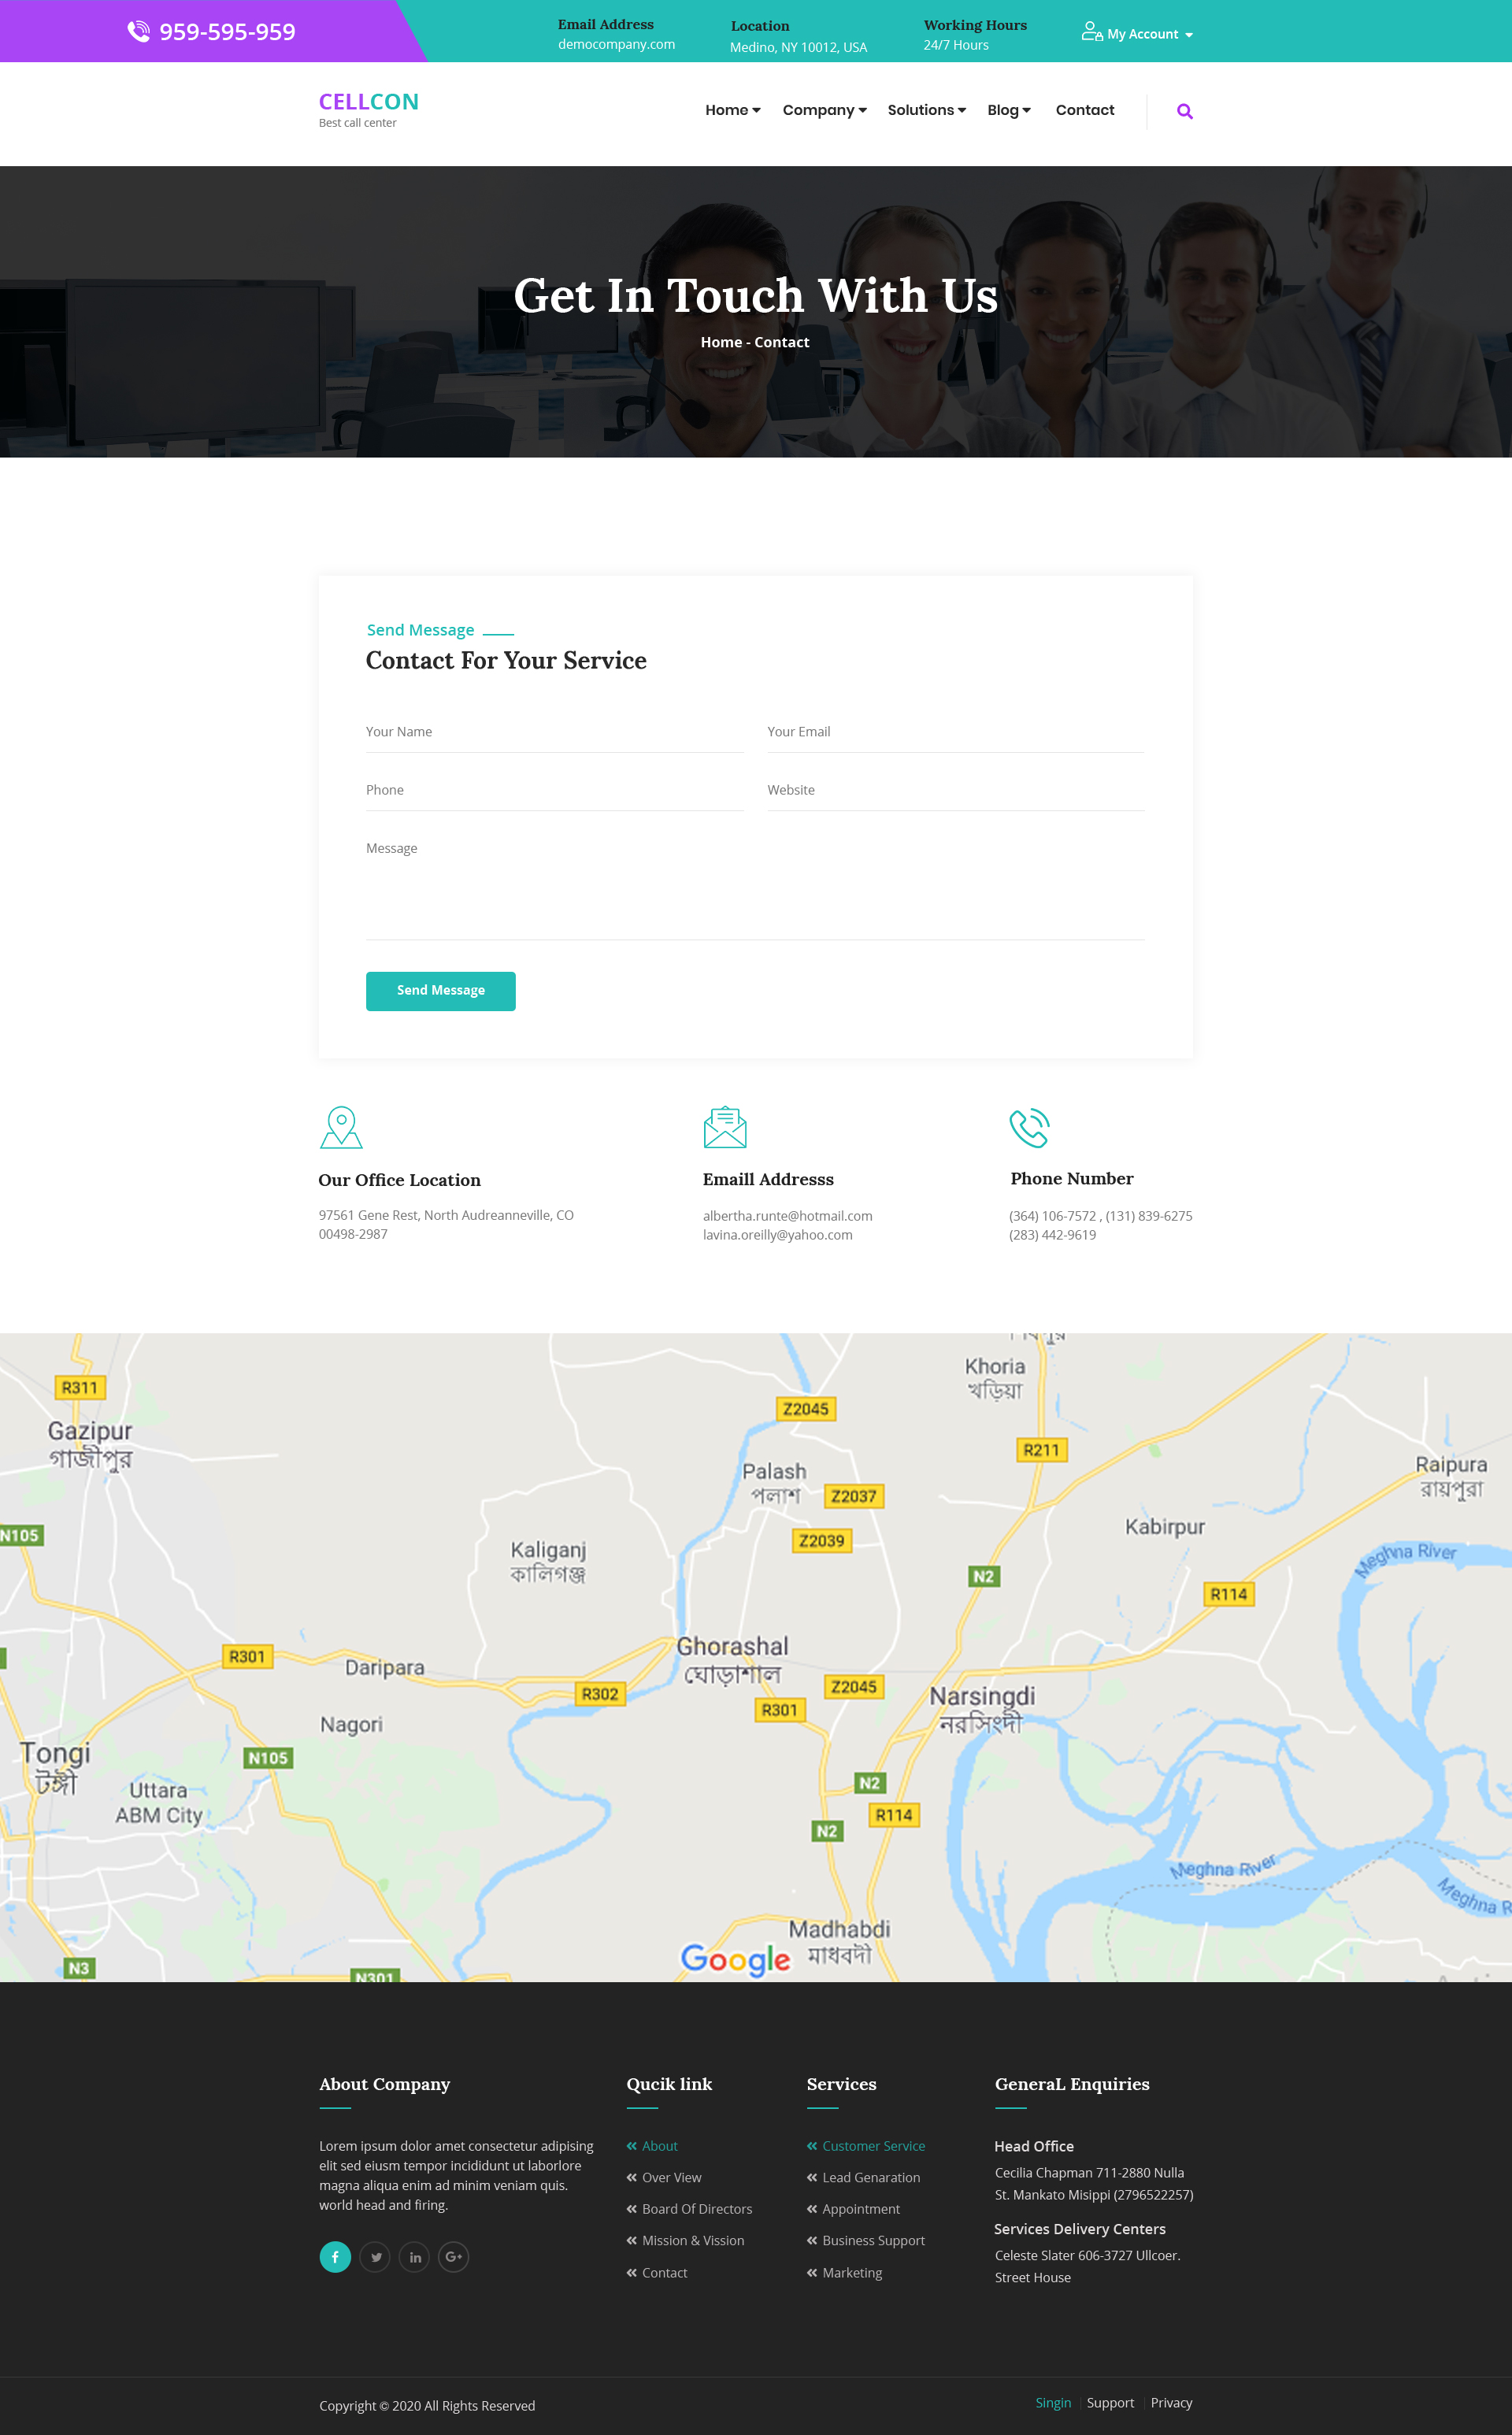 959-595-959
Email Address
democompany.com
Location
Medino, NY 10012, USA
Working Hours
24/7 Hours
My Account
CELLCON
Best call center
Home
Company
Solutions
Blog
Contact
Get In Touch With Us
Home - Contact
Send Message
Contact For Your Service
Your Name
Your Email
Phone
Website
Message
Send Message
Our Office Location
97561 Gene Rest, North Audreanneville, CO
00498-2987
Emaill Addresss
albertha.runte@hotmail.com
lavina.oreilly@yahoo.com
Phone Number
(364) 106-7572 , (131) 839-6275
(283) 442-9619
Khoria
খড়িয়া
R311
Z2045
Gazipur
গাজীপুর
R211
Palash
পলাশ
Raipura
রায়পুরা
Z2037
Kabirpur
N105
Z2039
Kaliganj
কালিগঞ্জ
Meghna River
N2
R114
Ghorashal
ঘোড়াশাল
R301
Daripara
Z2045
R302
Narsingdi
নরসিংদী
R301
Nagori
Tongi
টঙ্গী
N105
Uttara
ABM City
N2
R114
N2
Meghna River
Meghna R
Madhabdi
মাধবদী
Google
N3
N301
About Company
Lorem ipsum dolor amet consectetur adipising
elit sed eiusm tempor incididunt ut laborlore
magna aliqua enim ad minim veniam quis.
world head and firing.
Qucik link
About
Over View
Board Of Directors
Mission & Vission
Contact
Services
Customer Service
Lead Genaration
Appointment
Business Support
Marketing
GeneraL Enquiries
Head Office
Cecilia Chapman 711-2880 Nulla
St. Mankato Misippi (2796522257)
Services Delivery Centers
Celeste Slater 606-3727 Ullcoer.
Street House
Copyright © 2020 All Rights Reserved
Singin
Support
Privacy